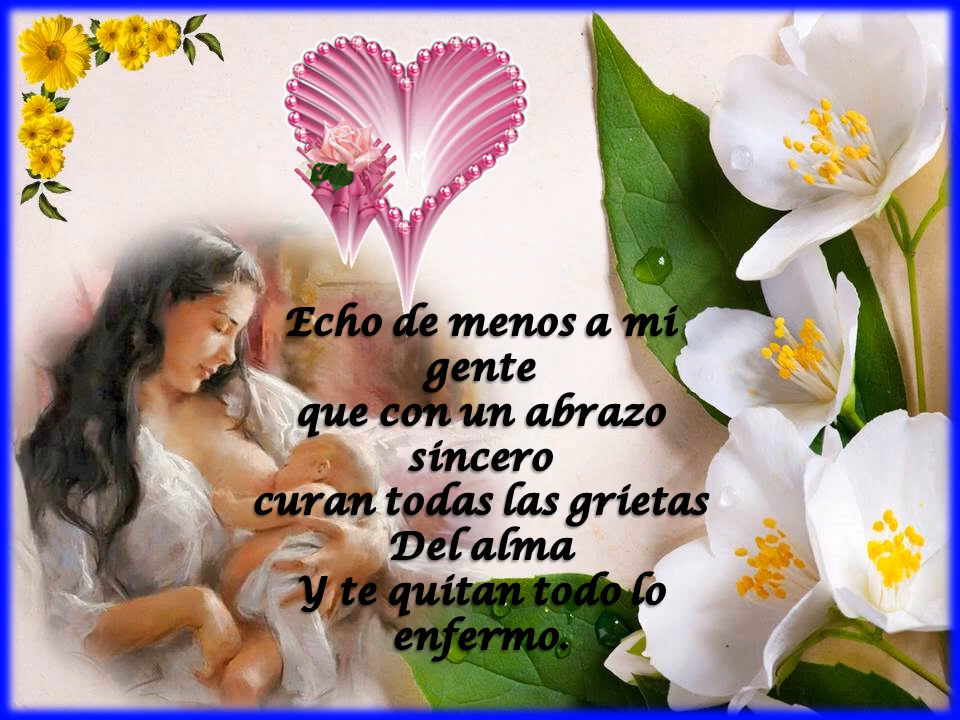 Echo de menos a mi
gente
que con un abrazo
sincero
curan todas las grietas
Del alma
Y te quitan todo lo
enfermo.